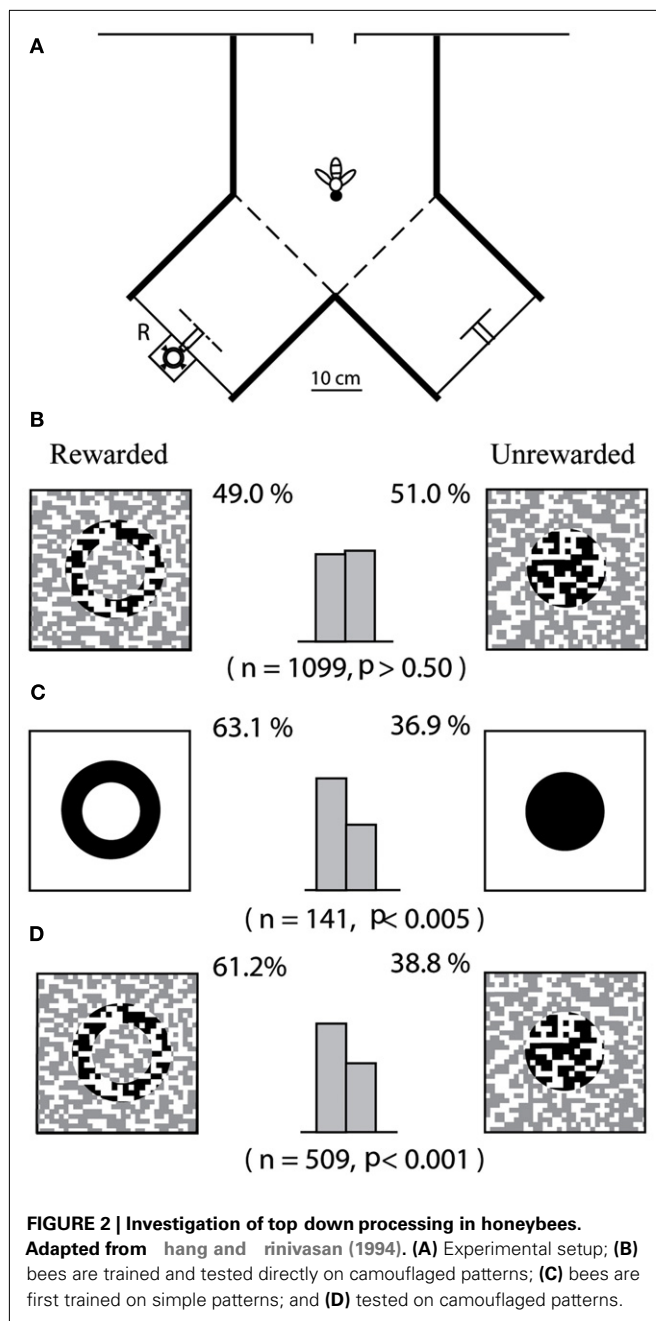 A
R
10 cm
B
Rewarded
Unrewarded
49.0 %
51.0 %
( n = 1099, p > 0.50 )
C
63.1 %
36.9 %
( n = 141, p< 0.005 )
D
61.2%
38.8 %
( n = 509, p< 0.001 )
FIGURE 2 | Investigation of top down processing in honeybees.
Adapted from hang and rinivasan (1994). (A) Experimental setup; (B)
bees are trained and tested directly on camouflaged patterns; (C) bees are
first trained on simple patterns; and (D) tested on camouflaged patterns.